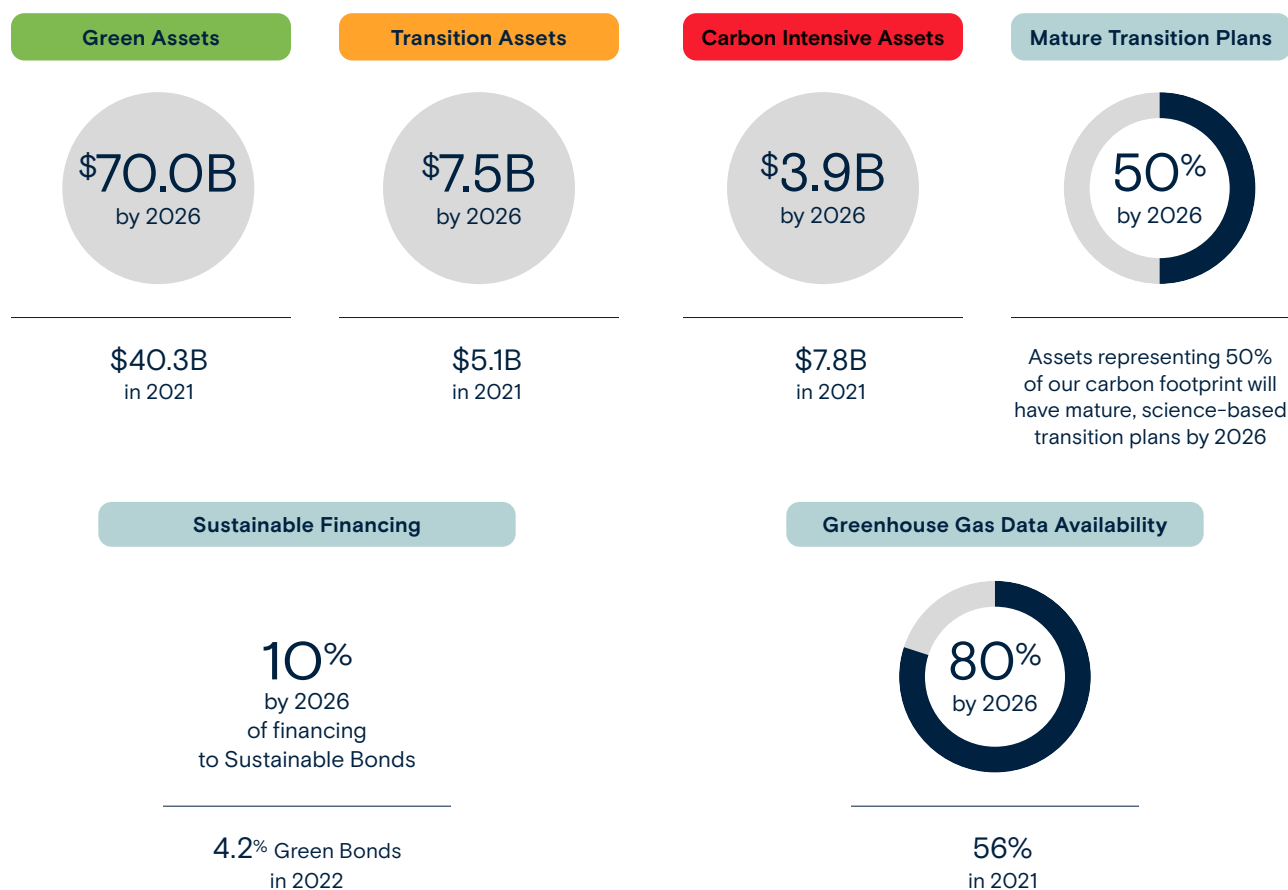 Green Assets
$70.0B
by 2026
$40.3B
in 2021
Transition Assets
$7.5B
by 2026
$5.1B
in 2021
Carbon Intensive Assets
$3.9B
by 2026
$7.8B
in 2021
Mature Transition Plans
50%
by 2026
Assets representing 50%
of our carbon footprint will
have mature, science-based
transition plans by 2026
Sustainable Financing
10%
by 2026
of financing
to Sustainable Bonds
4.2% Green Bonds
in 2022
Greenhouse Gas Data Availability
80%
by 2026
56%
in 2021